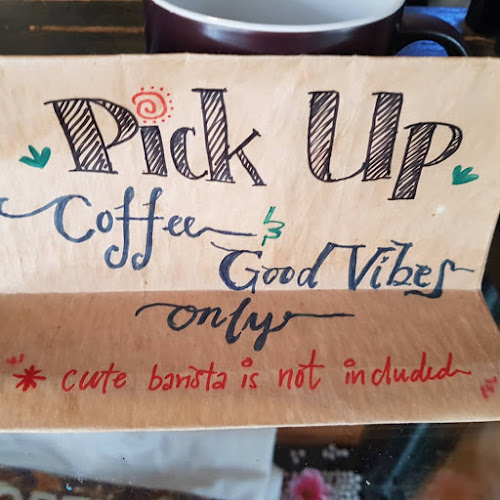 Pick Up
Coffee &
Good Vibes
only
* cute barista is not included